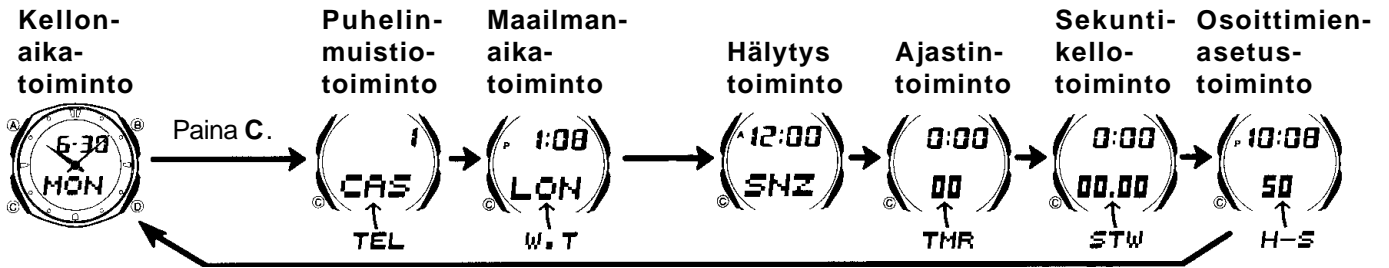 Kellon-
aika-
toiminto
Puhelin-
muistio-
toiminto
Maailman-
aika-
toiminto
Hälytys
toiminto
Ajastin-
toiminto
Sekunti-
kello-
toiminto
Osoittimien-
asetus-
toiminto
A
B
C
D
6-30
MON
Paina C.
1
CAS
C
TEL
P 1:08
LON
C
W.T
A 12:00
SNZ
C
0:00
00
C
TMR
0:00
00.00
C
STW
P 10:08
50
C
H-S